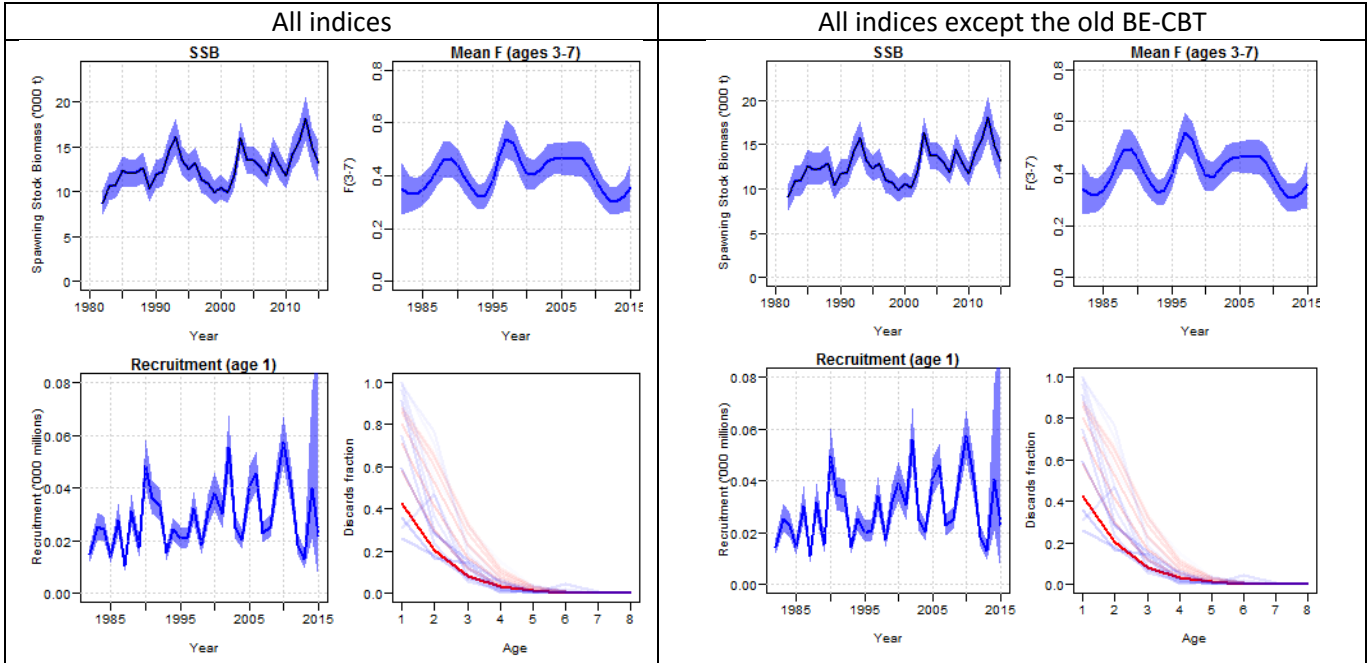 All indices
All indices except the old BE-CBT
SSB
Spawning Stock Biomass ('000 t)
20
15
10
5
0
1980 1990 2000 2010
Year
Mean F (ages 3-7)
F(3-7)
0.8
0.6
0.4
0.2
0.0
1985 1995 2005 2015
Year
Recruitment (age 1)
Recruitment ('000 millions)
0.08
0.06
0.04
0.02
0.00
1985 1995 2005 2015
Year
Discards fraction
1.0
0.8
0.6
0.4
0.2
0.0
1 2 3 4 5 6 7 8
Age
SSB
Spawning Stock Biomass ('000 t)
20
15
10
5
0
1980 1990 2000 2010
Year
Mean F (ages 3-7)
F(3-7)
0.8
0.6
0.4
0.2
0.0
1985 1995 2005 2015
Year
Recruitment (age 1)
Recruitment ('000 millions)
0.08
0.06
0.04
0.02
0.00
1985 1995 2005 2015
Year
Discards fraction
1.0
0.8
0.6
0.4
0.2
0.0
1 2 3 4 5 6 7 8
Age